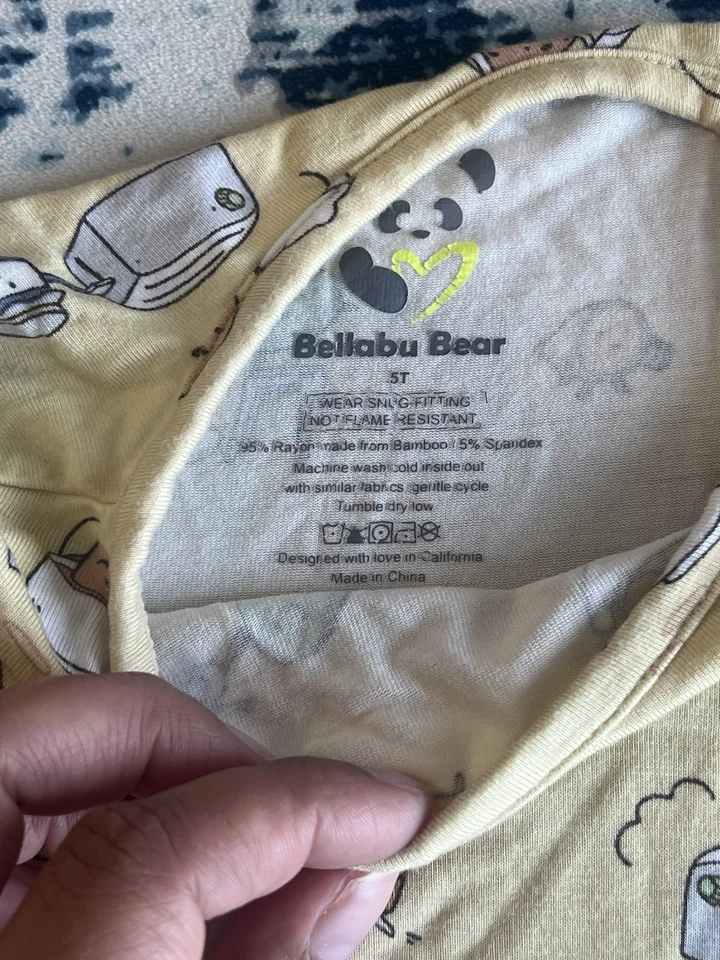 Bellabu Bear
5T
WEAR SNUG-FITTING
NOT FLAME RESISTANT
95% Rayon made from Bamboo / 5% Spandex
Machine wash cold inside out
with similar fabrics gentle cycle
Tumble dry low
Designed with love in California
Made in China